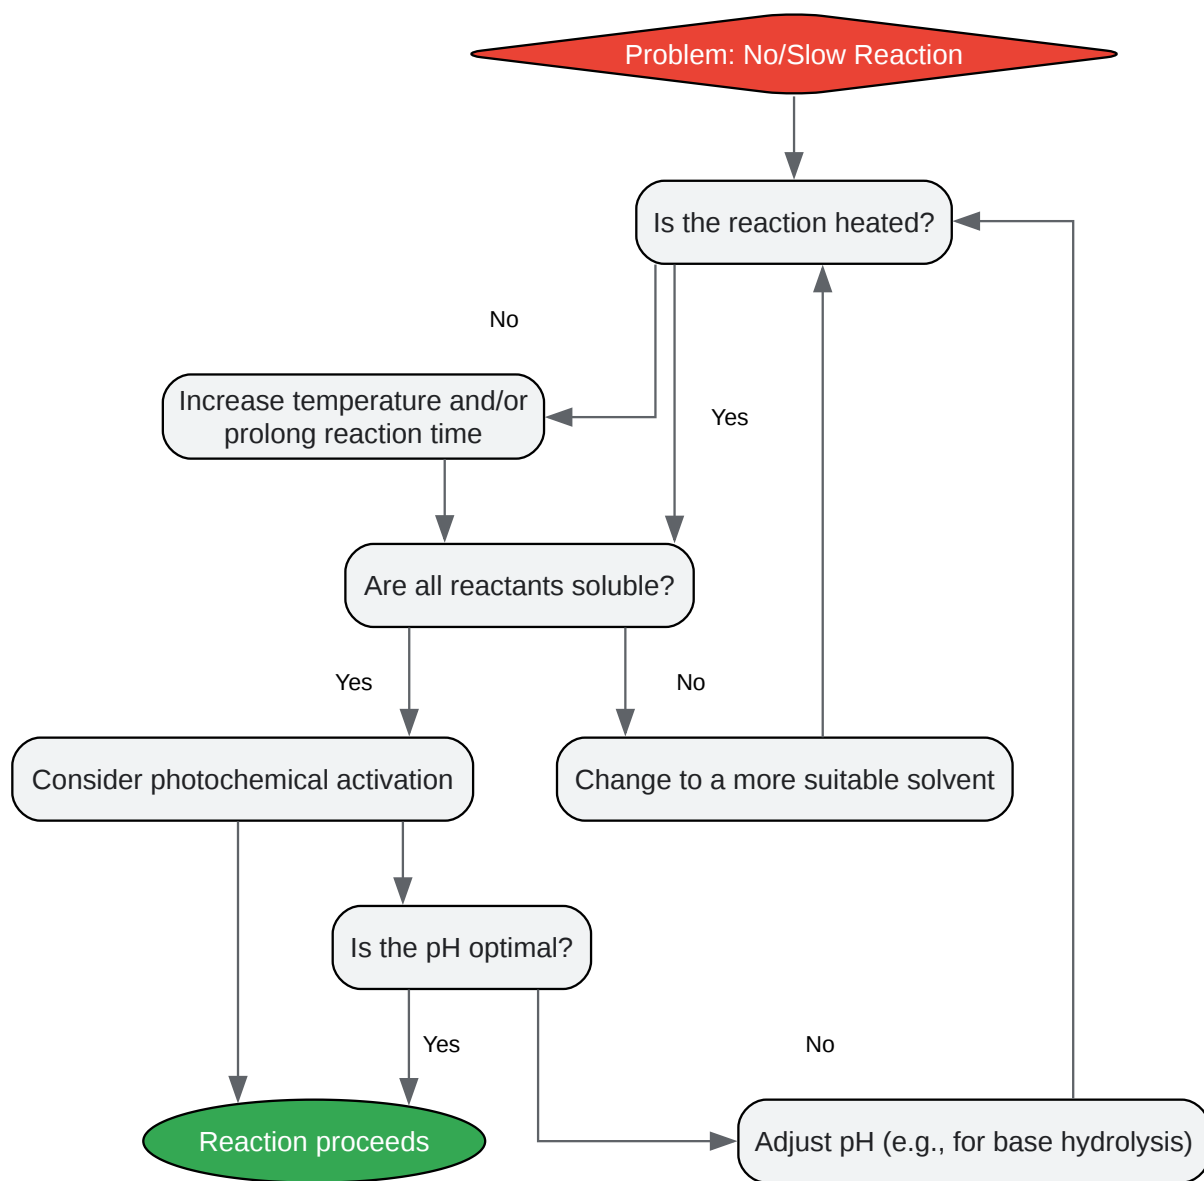 Problem: No/Slow Reaction
Is the reaction heated?
No
Increase temperature and/or
prolong reaction time
Yes
Are all reactants soluble?
Yes
No
Consider photochemical activation
Change to a more suitable solvent
Is the pH optimal?
Yes
No
Reaction proceeds
Adjust pH (e.g., for base hydrolysis)